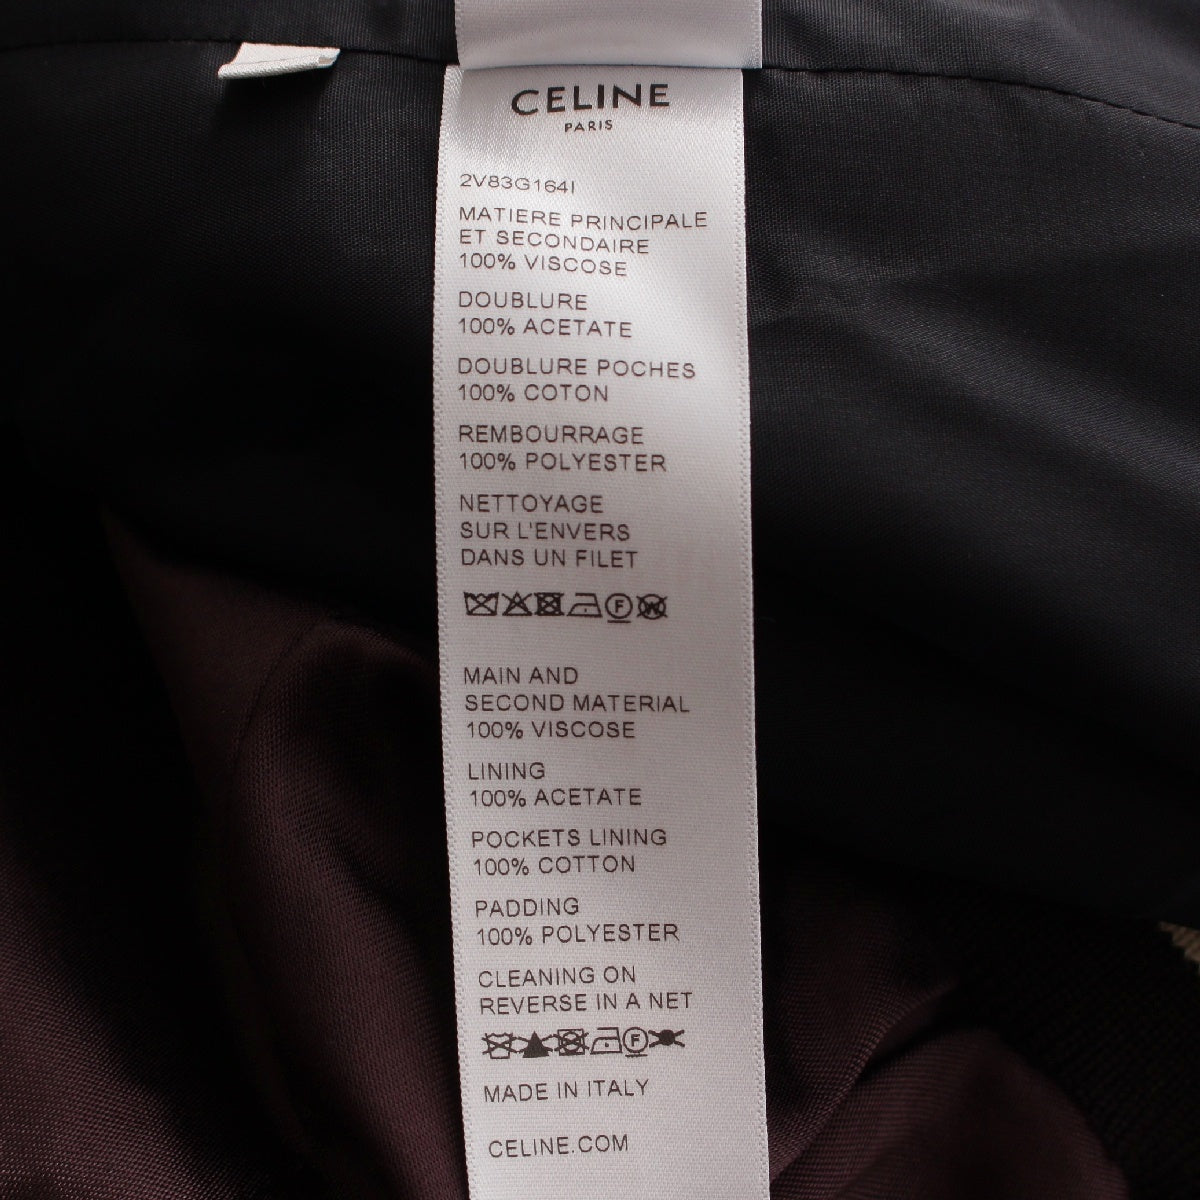 CELINE
PARIS
2V83G164I
MATIERE PRINCIPALE
ET SECONDAIRE
100% VISCOSE
DOUBLURE
100% ACETATE
DOUBLURE POCHES
100% COTON
REMBOURRAGE
100% POLYESTER
NETTOYAGE
SUR L'ENVERS
DANS UN FILET
F W
MAIN AND
SECOND MATERIAL
100% VISCOSE
LINING
100% ACETATE
POCKETS LINING
100% COTTON
PADDING
100% POLYESTER
CLEANING ON
REVERSE IN A NET
F
MADE IN ITALY
CELINE.COM